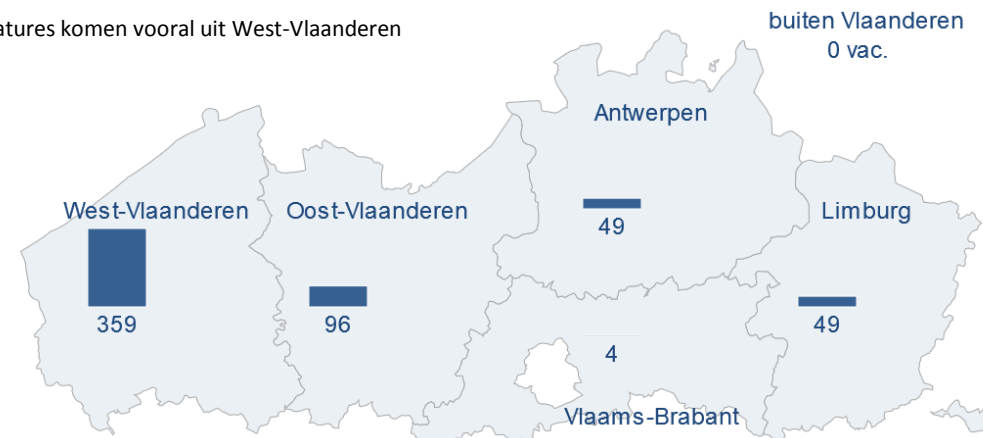 atures komen vooral uit West-Vlaanderen
buiten Vlaanderen
0 vac.
Antwerpen
49
West-Vlaanderen
359
Oost-Vlaanderen
96
Limburg
49
4
Vlaams-Brabant